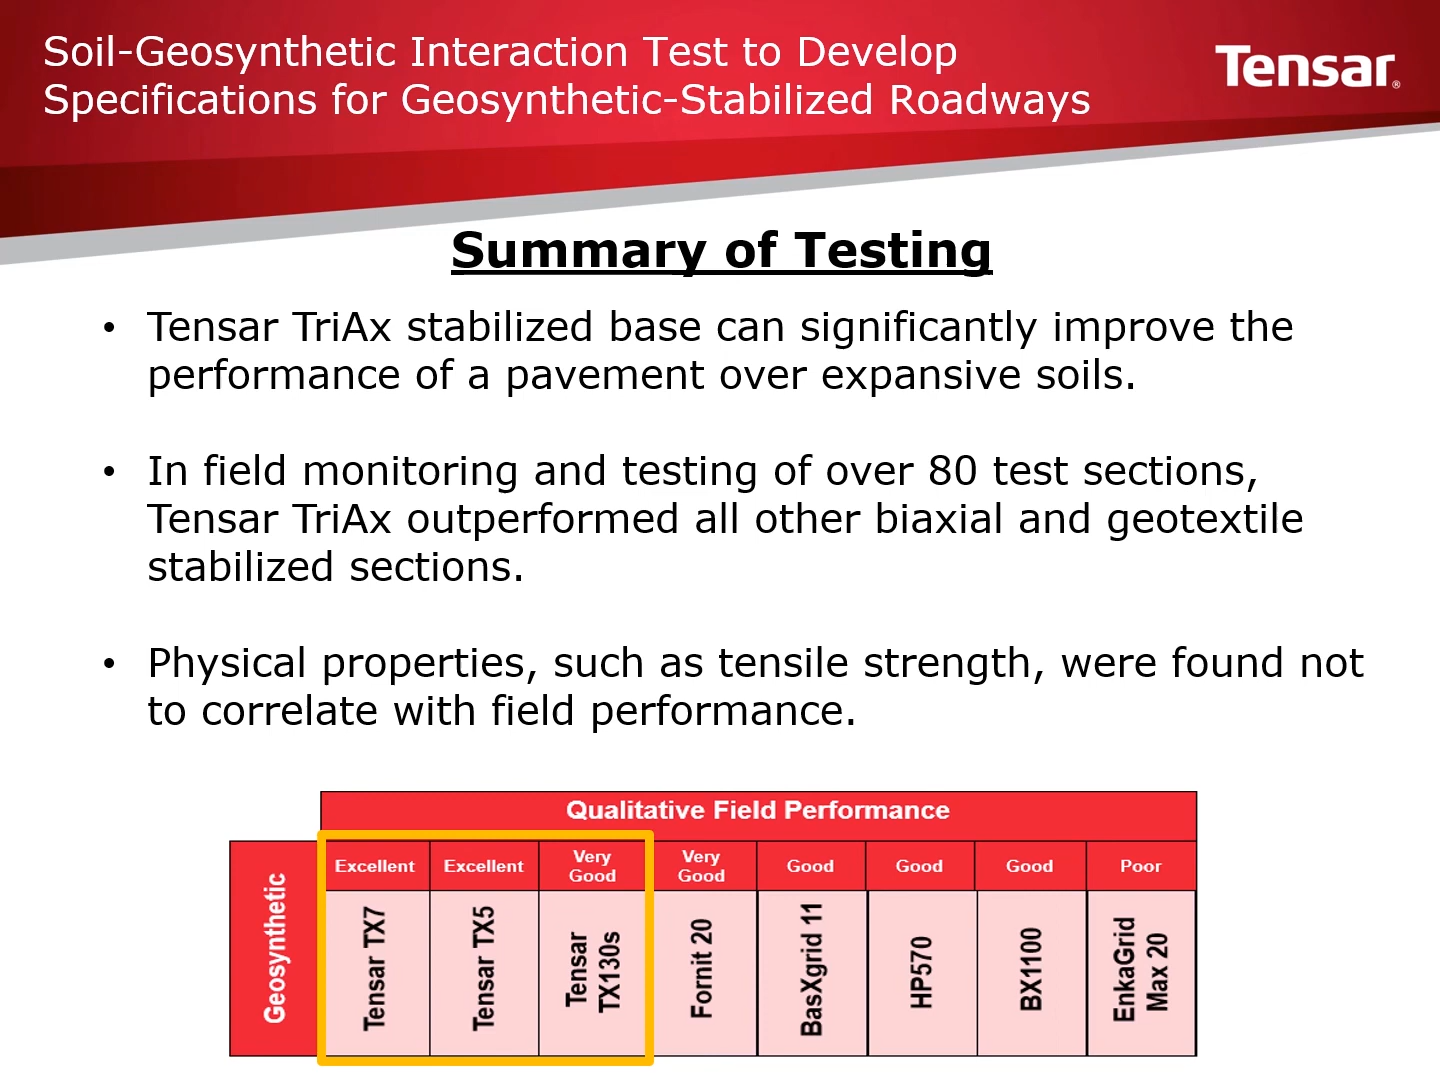 Soil-Geosynthetic Interaction Test to Develop
Specifications for Geosynthetic-Stabilized Roadways
Tensar®
Summary of Testing
• Tensar TriAx stabilized base can significantly improve the
performance of a pavement over expansive soils.
• In field monitoring and testing of over 80 test sections,
Tensar TriAx outperformed all other biaxial and geotextile
stabilized sections.
• Physical properties, such as tensile strength, were found not
to correlate with field performance.
Qualitative Field Performance
Excellent
Excellent
Very
Good
Very
Good
Good
Good
Good
Poor
Geosynthetic
Tensar TX7
Tensar TX5
Tensar
TX130s
Fornit 20
BasXgrid 11
HP570
BX1100
EnkaGrid
Max 20